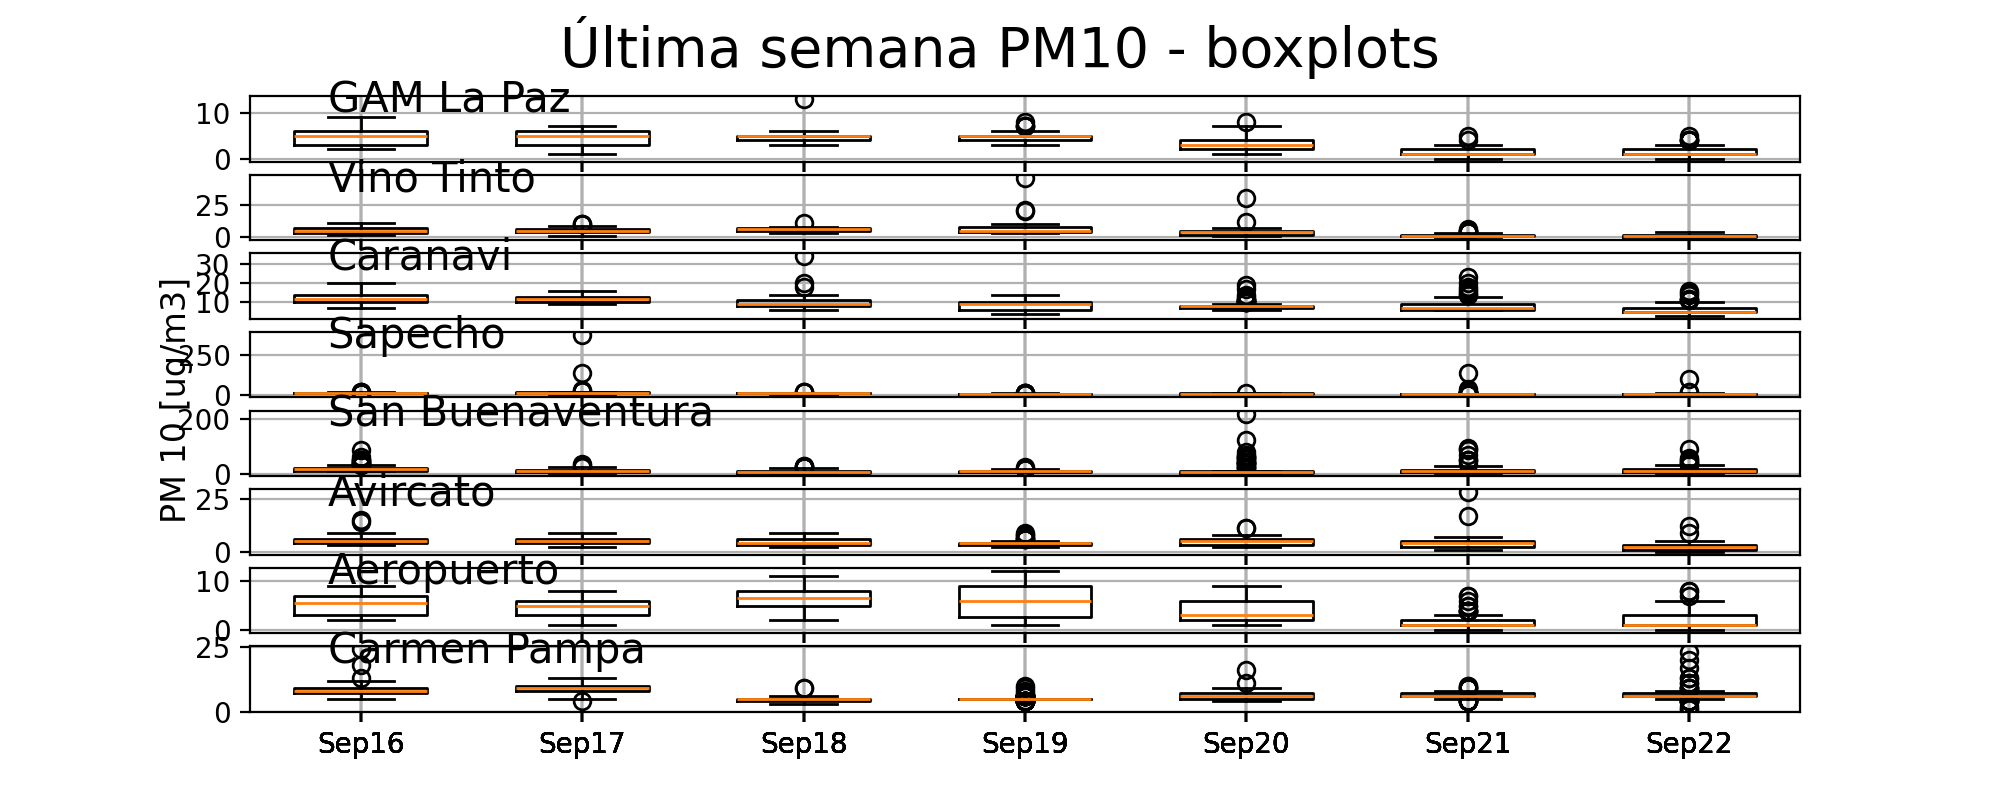 Última semana PM10 - boxplots
PM 10 [ug/m3]
GAM La Paz
10
0
Vino Tinto
25
0
Caranavi
30
20
10
Sapecho
250
0
San Buenaventura
200
0
Avircato
25
0
Aeropuerto
10
0
Carmen Pampa
25
0
Sep16 Sep17 Sep18 Sep19 Sep20 Sep21 Sep22